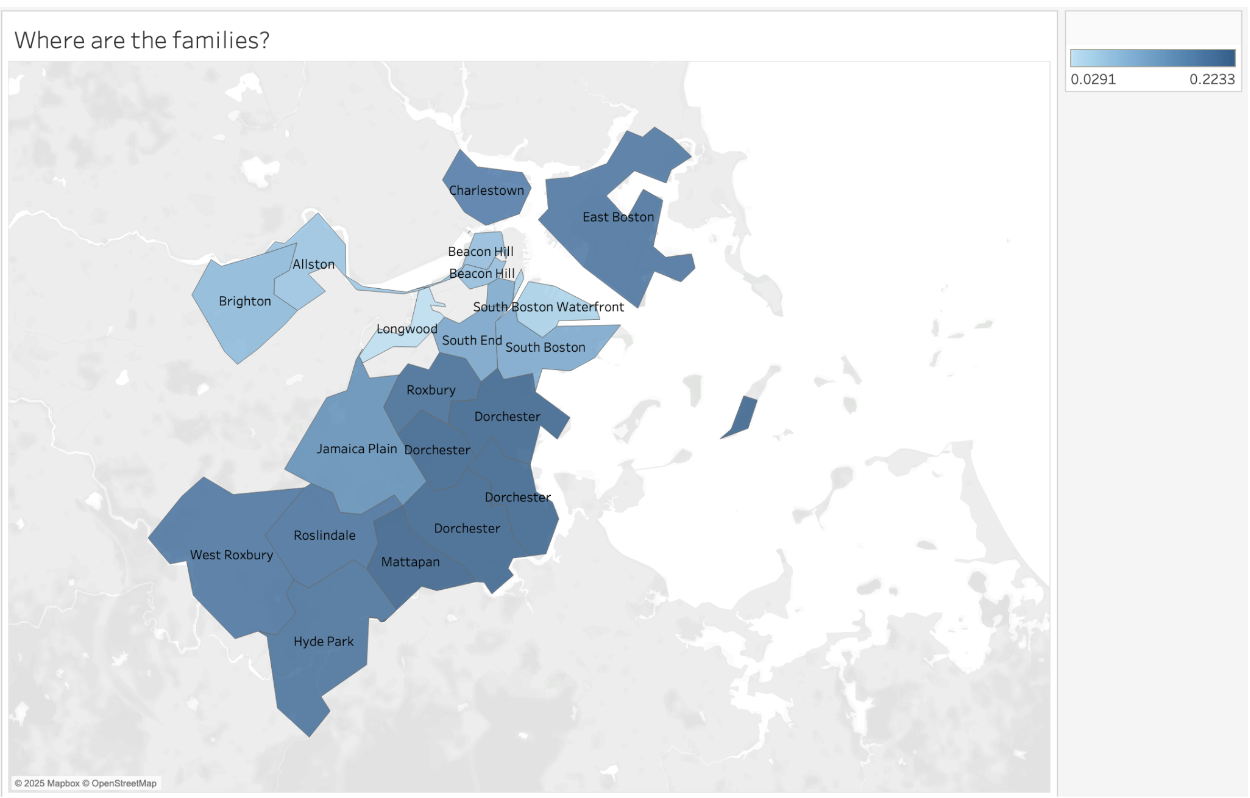 Where are the families?
0.0291 0.2233
Charlestown
East Boston
Beacon Hill
Allston
Beacon Hill
Brighton
South Boston Waterfront
Longwood
South End
South Boston
Roxbury
Dorchester
Jamaica Plain
Dorchester
Dorchester
Dorchester
Roslindale
West Roxbury
Mattapan
Hyde Park
© 2025 Mapbox © OpenStreetMap